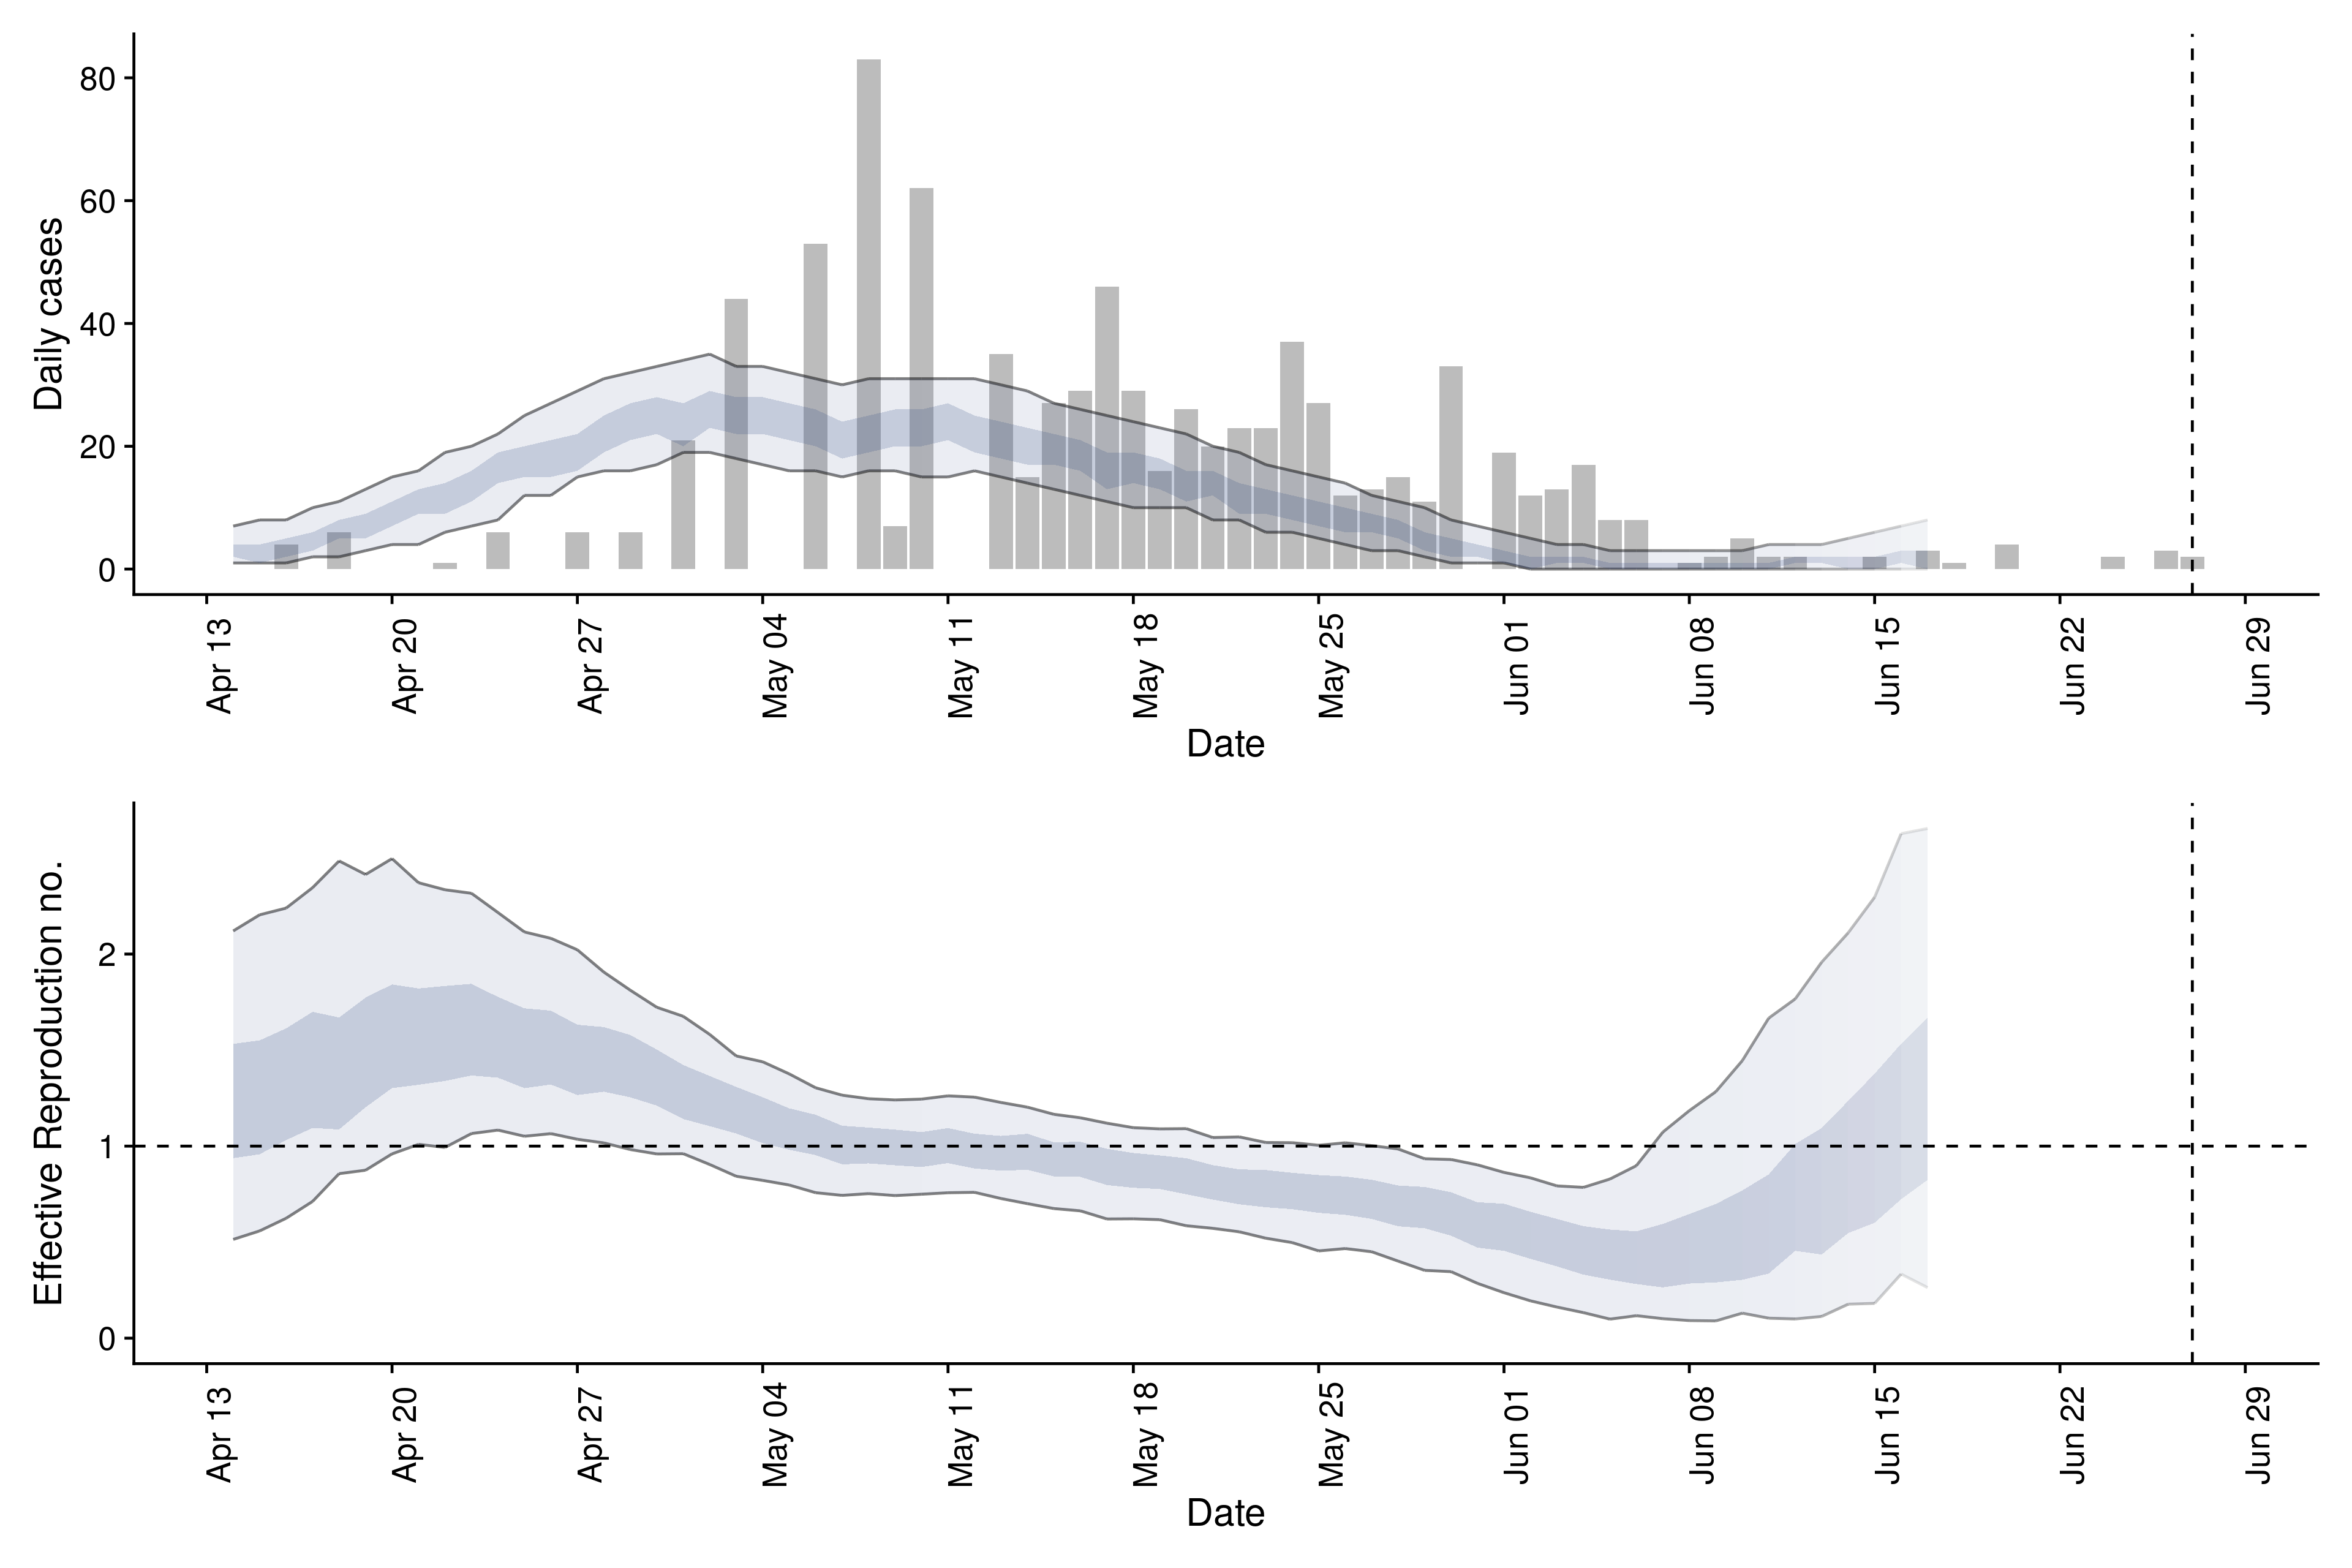 Daily cases
80
60
40
20
0
Apr 13
Apr 20
Apr 27
May 04
May 11
May 18
May 25
Jun 01
Jun 08
Jun 15
Jun 22
Jun 29
Date
Effective Reproduction no.
2
1
0
Apr 13
Apr 20
Apr 27
May 04
May 11
May 18
May 25
Jun 01
Jun 08
Jun 15
Jun 22
Jun 29
Date